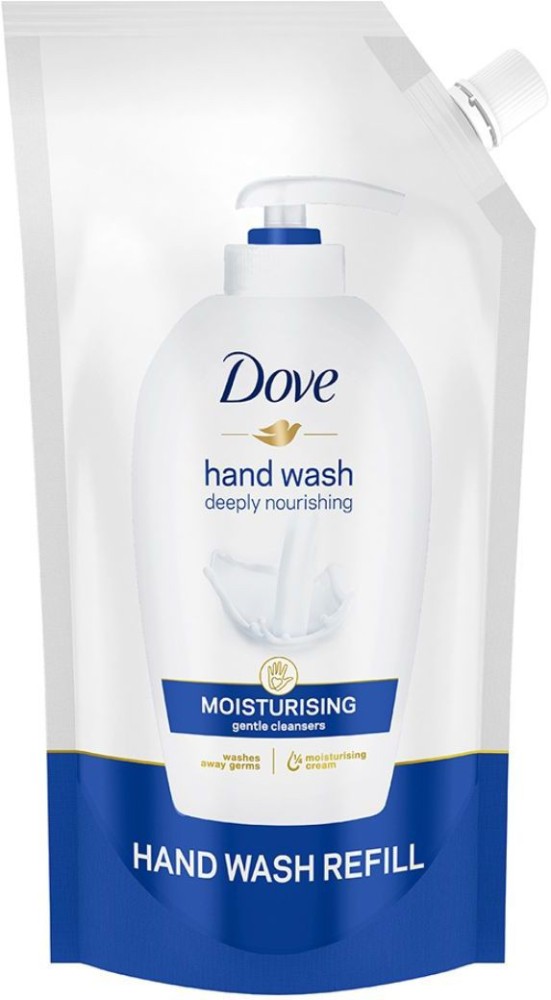 Dove
hand wash
deeply nourishing
MOISTURISING
gentle cleansers
washes
away germs
¼ moisturising
cream
HAND WASH REFILL